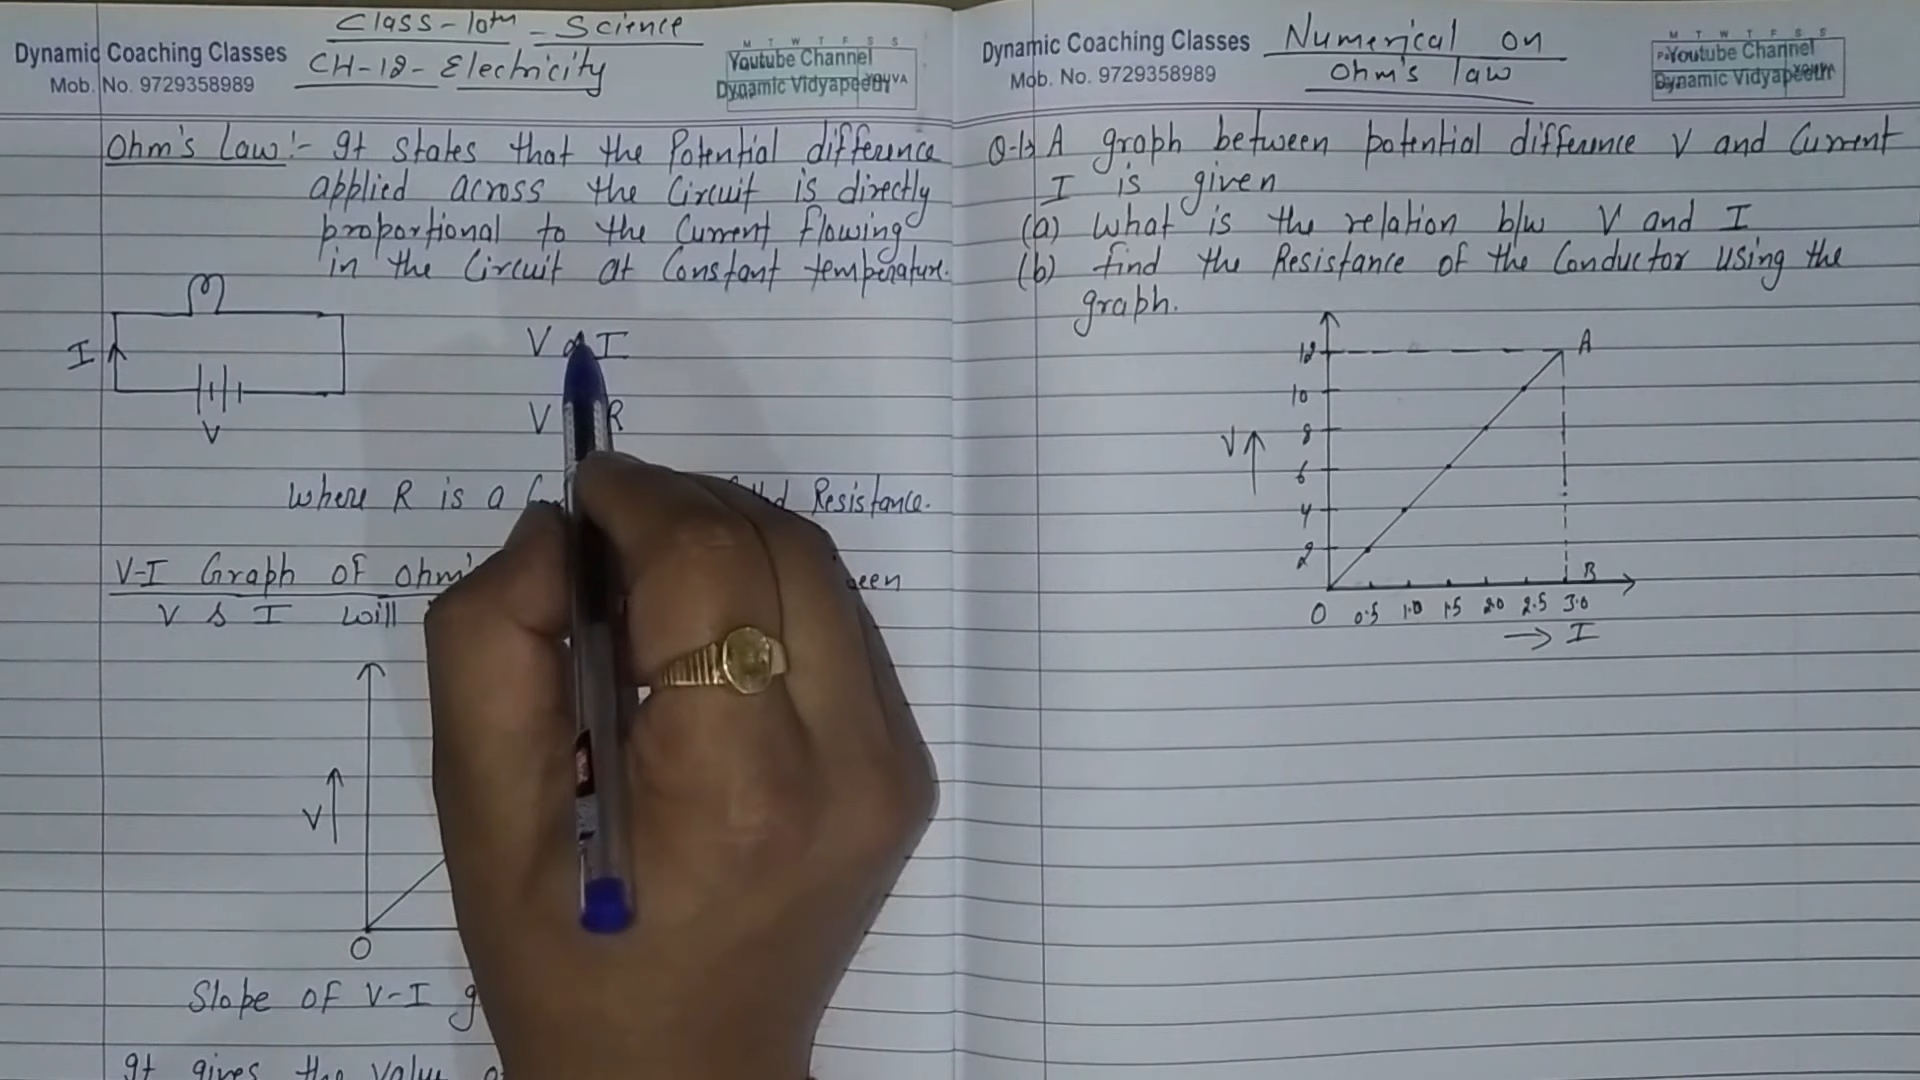 Class-10th - Science
Dynamic Coaching Classes
CH-12- Electricity
Mob. No. 9729358989
M T W T F S S
Youtube Channel
Dynamic Vidyapeeth
YOUVA
Ohm's Law:- It states that the Potential difference
applied across the Circuit is directly
proportional to the Current flowing
in the Circuit at Constant temperature.
I
V
V ∝ I
V R
where R is a Resistance.
V-I Graph of ohm's
V & I will
V
O
Slope of V-I
It gives the value
Dynamic Coaching Classes
Numerical on
Mob. No. 9729358989
Ohm's law
M T W T F S S
Youtube Channel
Dynamic Vidyapeeth
Q-1) A graph between potential difference V and Current
I is given
(a) What is the relation b/w V and I
(b) find the Resistance of the Conductor using the
graph.
12
A
10
V
8
6
4
2
B
O 0.5 1.0 1.5 2.0 2.5 3.0
I